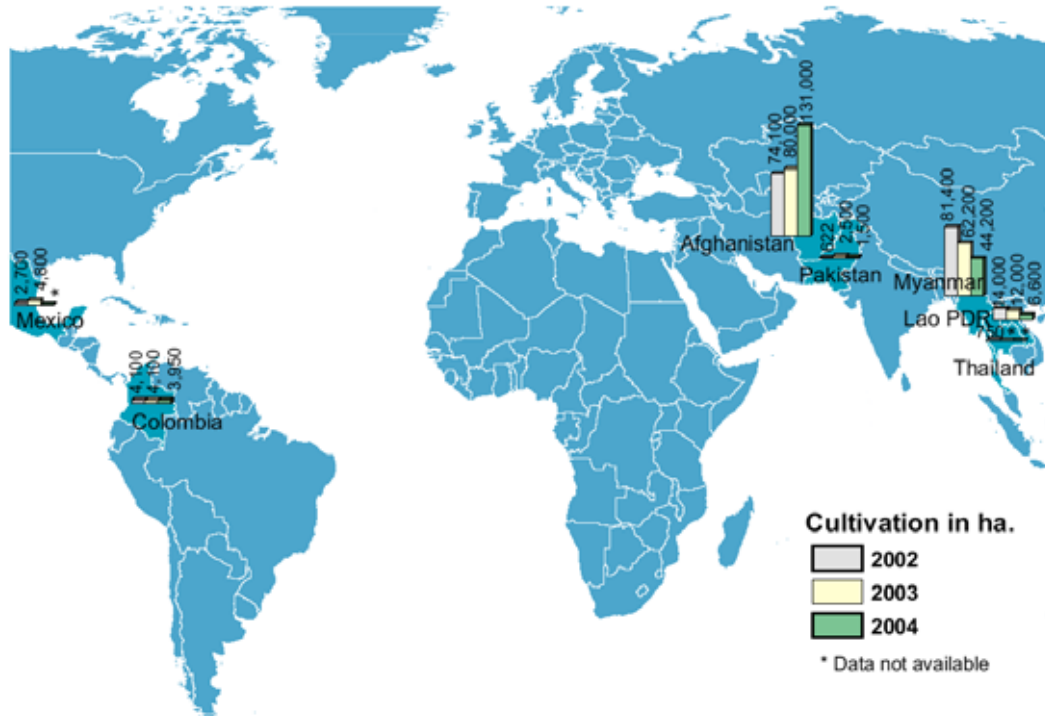 2,700
4,800
*
Mexico
4,100
4,100
3,950
Colombia
74,100
80,000
131,000
Afghanistan
622
2,500
1,500
Pakistan
81,400
62,200
44,200
Myanmar
14,000
12,000
6,600
Lao PDR
750
*
*
Thailand
Cultivation in ha.
2002
2003
2004
* Data not available